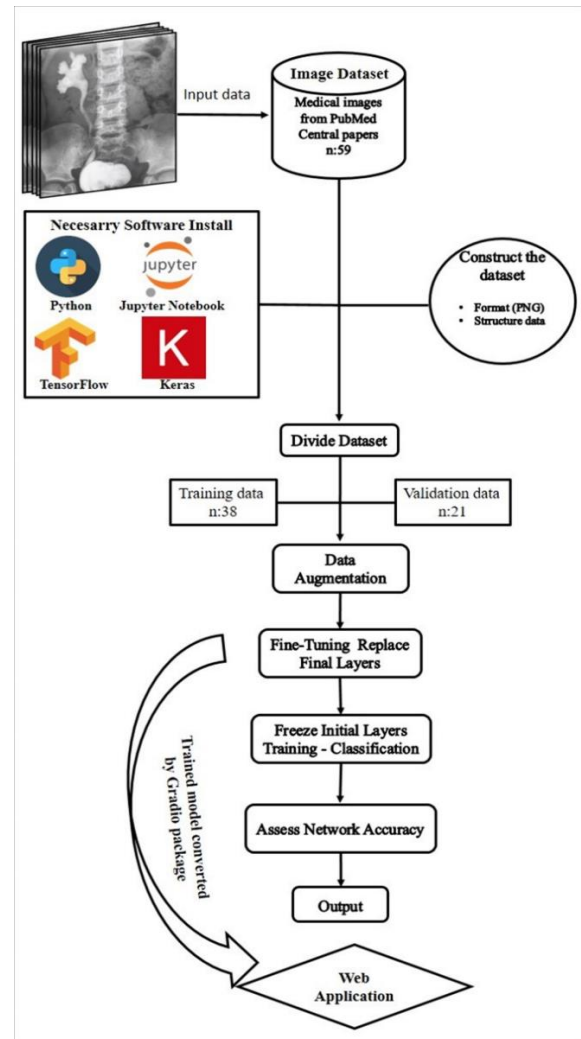 Input data
Image Dataset
Medical images
from PubMed
Central papers
n:59
Necesarry Software Install
Python
jupyter
Jupyter Notebook
TensorFlow
K
Keras
Construct the
dataset
• Format (PNG)
• Strructure data
Divide Dataset
Training data
n:38
Validation data
n:21
Data
Augmentation
Fine-Tuning Replace
Final Layers
Freeze Initial Layers
Training - Classification
Assess Network Accuracy
Output
Trained model converted
by Gradio package
Web
Application